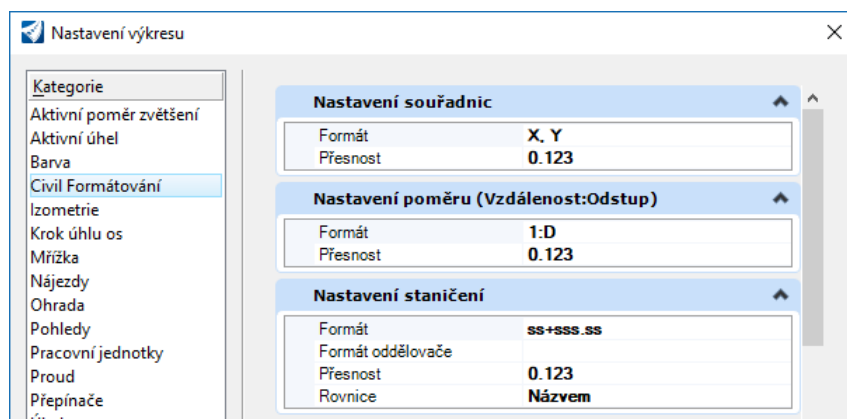 Nastavení výkresu
Kategorie
Aktivní poměr zvětšení
Aktivní úhel
Barva
Civil Formátování
Izometrie
Krok úhlu os
Mřížka
Nájezdy
Ohrada
Pohledy
Pracovní jednotky
Proud
Přepínače
Nastavení souřadnic
Formát X, Y
Přesnost 0.123
Nastavení poměru (Vzdálenost:Odstup)
Formát 1:D
Přesnost 0.123
Nastavení staničení
Formát ss+sss.ss
Formát oddělovače
Přesnost 0.123
Rovnice Názvem